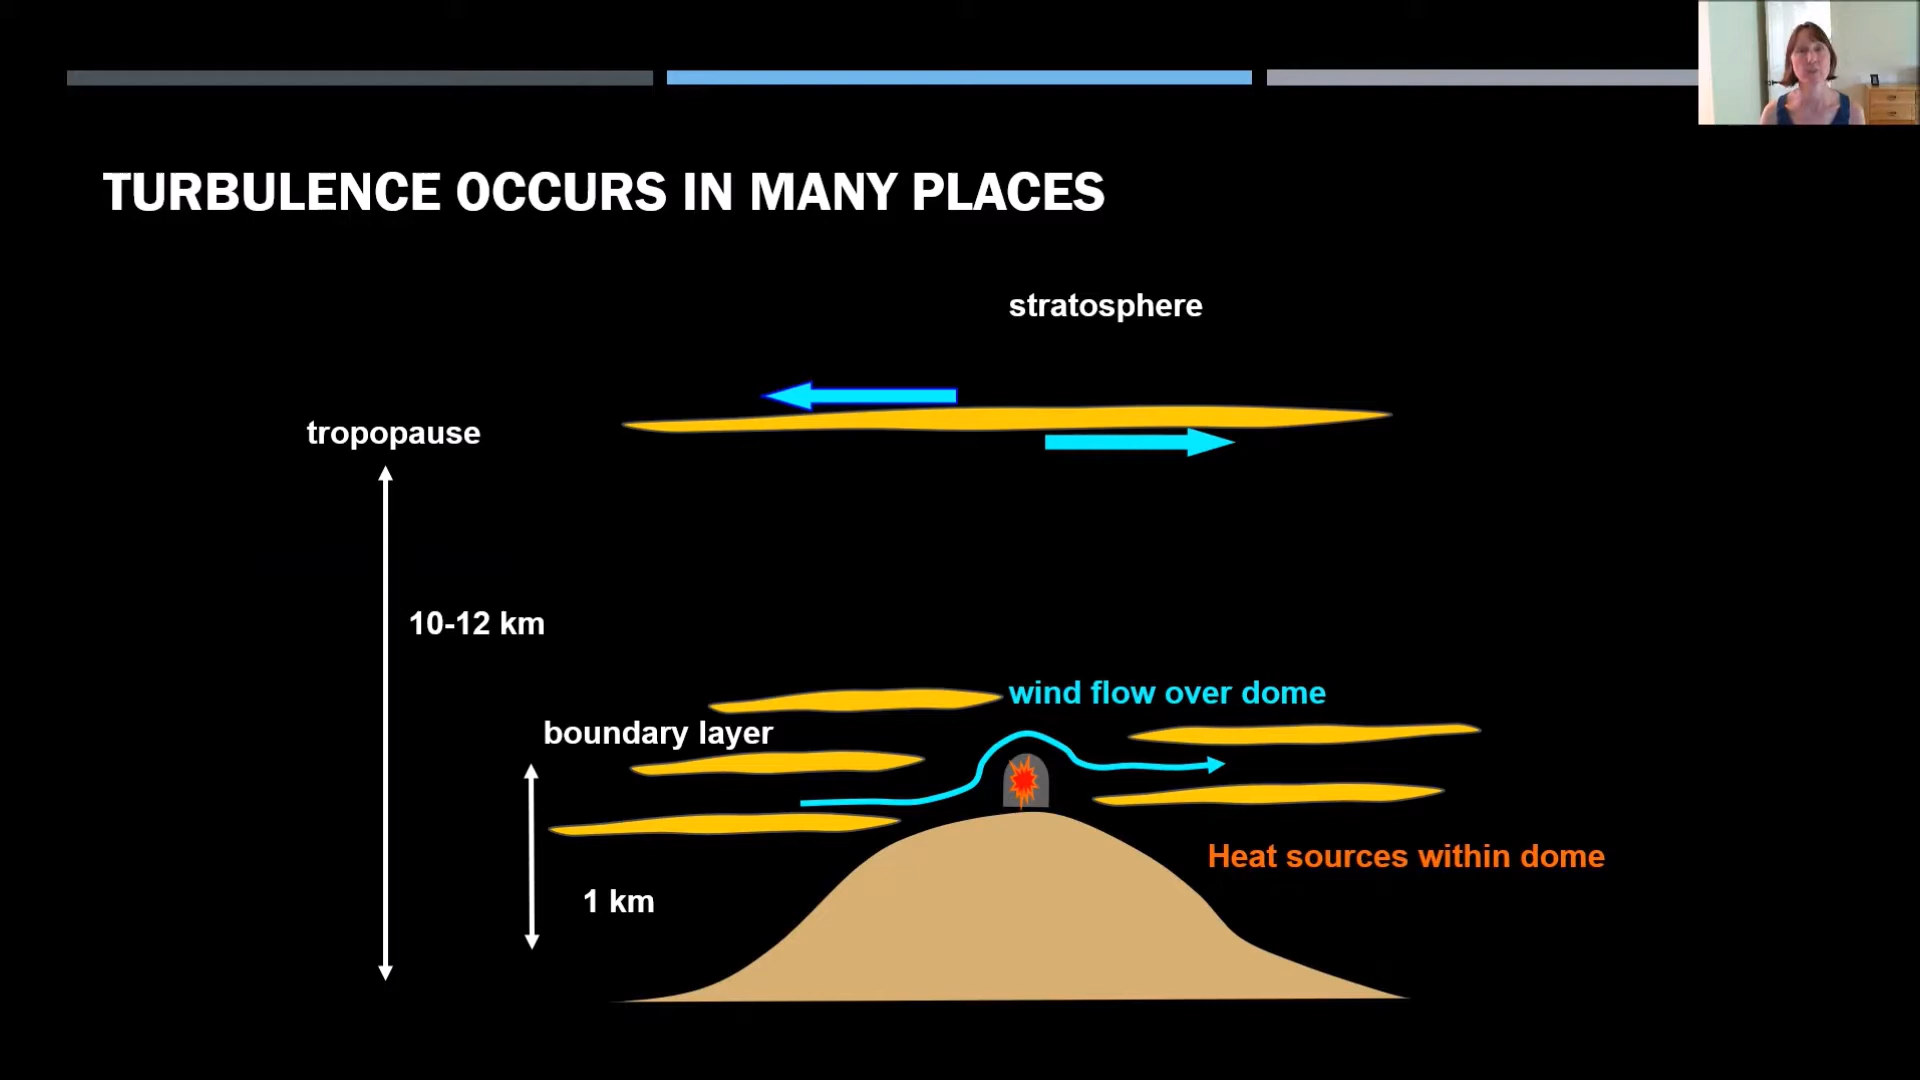 TURBULENCE OCCURS IN MANY PLACES
stratosphere
tropopause
10-12 km
wind flow over dome
boundary layer
Heat sources within dome
1 km